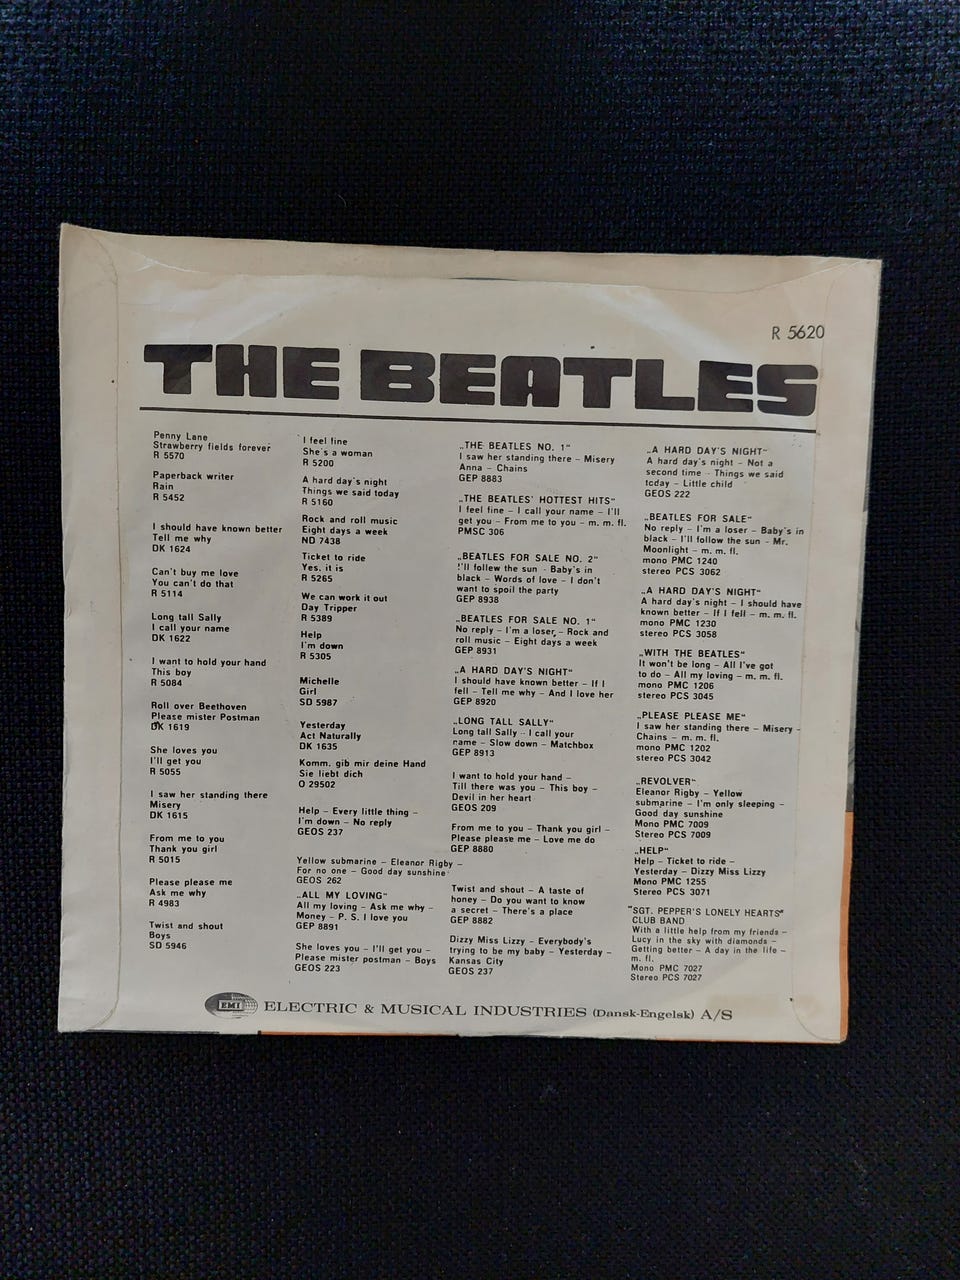 R 5620
THE BEATLES
Penny Lane
Strawberry fields forever
R 5570
Paperback writer
Rain
R 5452
I should have known better
Tell me why
DK 1624
Can't buy me love
You can't do that
R 5114
Long tall Sally
I call your name
DK 1622
I want to hold your hand
This boy
R 5084
Roll over Beethoven
Please mister Postman
DK 1619
She loves you
I'll get you
R 5055
I saw her standing there
Misery
DK 1615
From me to you
Thank you girl
R 5015
Please please me
Ask me why
R 4983
Twist and shout
Boys
SD 5946
I feel fine
She's a woman
R 5200
A hard day's night
Things we said today
R 5160
Rock and roll music
Eight days a week
ND 7438
Ticket to ride
Yes, it is
R 5265
We can work it out
Day Tripper
R 5389
Help
I'm down
R 5305
Michelle
Girl
SD 5987
Yesterday
Act Naturally
DK 1635
Komm. gib mir deine Hand
Sie liebt dich
O 29502
Help – Every little thing –
I'm down – No reply
GEOS 237
Yellow submarine – Eleanor Rigby –
For no one – Good day sunshine
GEOS 262
„ALL MY LOVING"
All my loving – Ask me why –
Money – P. S. I love you
GEP 8891
She loves you – I'll get you –
Please mister postman – Boys
GEOS 223
„THE BEATLES NO. 1"
I saw her standing there – Misery
Anna – Chains
GEP 8883
„THE BEATLES' HOTTEST HITS"
I feel fine – I call your name – I'll
get you – From me to you – m. m. fl.
PMSC 306
„BEATLES FOR SALE NO. 2"
I'll follew the sun – Baby's in
black – Words of love – I don't
want to spoil the party
GEP 8938
„BEATLES FOR SALE NO. 1"
No reply – I'm a loser – Rock and
roll music – Eight days a week
GEP 8931
„A HARD DAY'S NIGHT"
I should have known better – If I
fell – Tell me why – And I love her
GEP 8920
„LONG TALL SALLY"
Long tall Sally – I call your
name – Slow down – Matchbox
GEP 8913
I want to hold your hand –
Till there was you – This boy –
Devil in her heart
GEOS 209
From me to you – Thank you girl –
Please please me – Love me do
GEP 8880
Twist and shout – A taste of
honey – Do you want to know
a secret – There's a place
GEP 8882
Dizzy Miss Lizzy – Everybody's
trying to be my baby – Yesterday –
Kansas City
GEOS 237
„A HARD DAY'S NIGHT"
A hard day's night – Not a
second time – Things we said
today – Little child
GEOS 222
„BEATLES FOR SALE"
No reply – I'm a loser – Baby's in
black – I'll follow the sun – Mr.
Moonlight – m. m. fl.
mono PMC 1240
stereo PCS 3062
„A HARD DAY'S NIGHT"
A hard day's night – I should have
known better – If I fell – m. m. fl.
mono PMC 1230
stereo PCS 3058
„WITH THE BEATLES"
It won't be long – All I've got
to do – All my loving – m. m. fl.
mono PMC 1206
stereo PCS 3045
„PLEASE PLEASE ME"
I saw her standing there – Misery –
Chains – m. m. fl.
mono PMC 1202
stereo PCS 3042
„REVOLVER"
Eleanor Rigby – Yellow
submarine – I'm only sleeping –
Good day sunshine
Mono PMC 7009
Stereo PCS 7009
„HELP"
Help – Ticket to ride –
Yesterday – Dizzy Miss Lizzy
Mono PMC 1255
Stereo PCS 3071
"SGT. PEPPER'S LONELY HEARTS"
CLUB BAND
With a little help from my friends –
Lucy in the sky with diamonds –
Getting better – A day in the life –
m. fl.
Mono PMC 7027
Stereo PCS 7027
EMI ELECTRIC & MUSICAL INDUSTRIES (Dansk-Engelsk) A/S